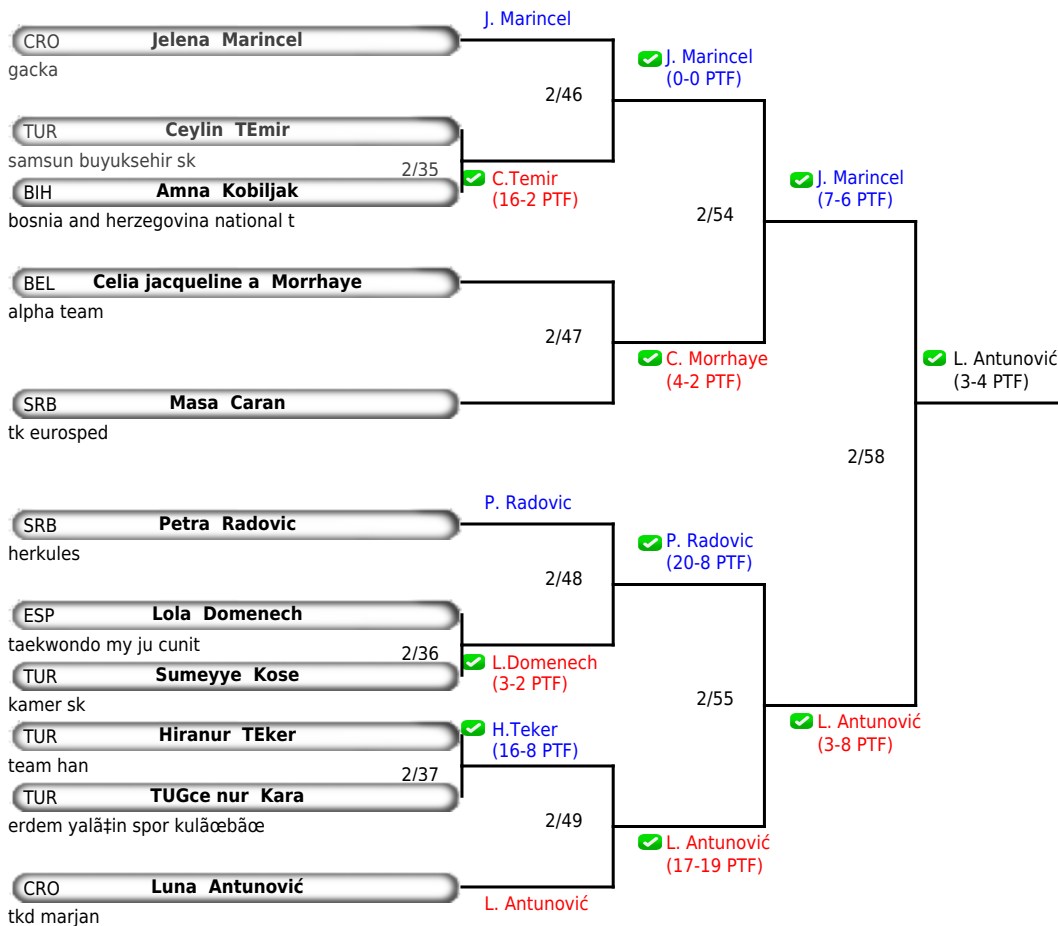 J. Marincel
CRO Jelena Marincel
gacka
J. Marincel
(0-0 PTF)
2/46
TUR Ceylin TEmir
samsun buyuksehir sk
2/35
C.Temir
(16-2 PTF)
BIH Amna Kobiljak
bosnia and herzegovina national t
J. Marincel
(7-6 PTF)
2/54
BEL Celia jacqueline a Morrhaye
alpha team
2/47
C. Morrhaye
(4-2 PTF)
L. Antunović
(3-4 PTF)
SRB Masa Caran
tk eurosped
2/58
P. Radovic
SRB Petra Radovic
herkules
P. Radovic
(20-8 PTF)
2/48
ESP Lola Domenech
taekwondo my ju cunit
2/36
L.Domenech
(3-2 PTF)
TUR Sumeyye Kose
kamer sk
2/55
L. Antunović
(3-8 PTF)
H.Teker
(16-8 PTF)
TUR Hiranur TEker
team han
2/37
TUR TUGce nur Kara
erdem yalã‡in spor kulãœbãœ
2/49
L. Antunović
(17-19 PTF)
CRO Luna Antunović
tkd marjan
L. Antunović